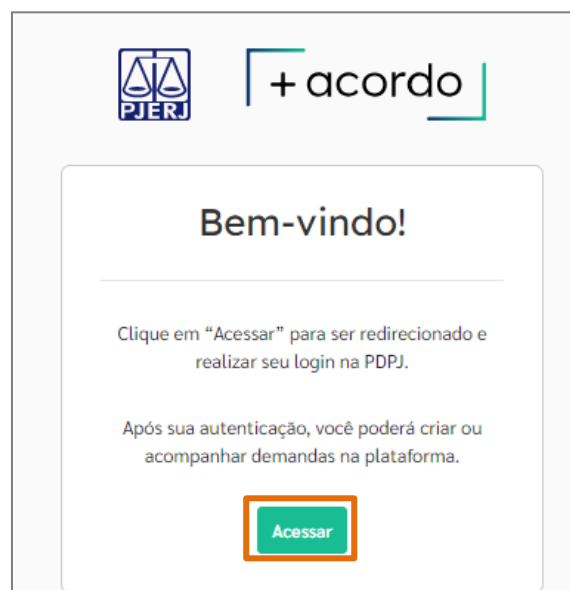 PJERJ
+ acordo
Bem-vindo!
Clique em “Acessar” para ser redirecionado e
realizar seu login na PDPJ.
Após sua autenticação, você poderá criar ou
acompanhar demandas na plataforma.
Acessar